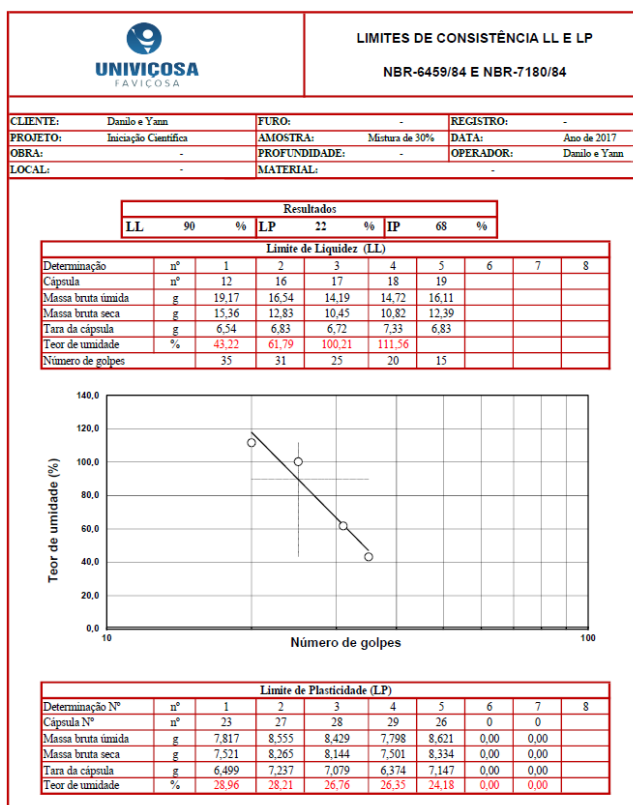 UNIVIÇOSA
FAVIÇOSA
LIMITES DE CONSISTÊNCIA LL E LP
NBR-6459/84 E NBR-7180/84
CLIENTE: Danilo e Yann FURO: - REGISTRO: -
PROJETO: Iniciação Científica AMOSTRA: Mistura de 30% DATA: Ano de 2017
OBRA: - PROFUNDIDADE: - OPERADOR: Danilo e Yann
LOCAL: - MATERIAL: -
Resultados
LL 90 % LP 22 % IP 68 %
Limite de Liquidez (LL)
Determinação nº 1 2 3 4 5 6 7 8
Cápsula nº 12 16 17 18 19
Massa bruta úmida g 19,17 16,54 14,19 14,72 16,11
Massa bruta seca g 15,36 12,83 10,45 10,82 12,39
Tara da cápsula g 6,54 6,83 6,72 7,33 6,83
Teor de umidade % 43,22 61,79 100,21 111,56
Número de golpes 35 31 25 20 15
Teor de umidade (%)
140,0
120,0
100,0
80,0
60,0
40,0
20,0
0,0
10 100
Número de golpes
Limite de Plasticidade (LP)
Determinação Nº nº 1 2 3 4 5 6 7 8
Cápsula Nº nº 23 27 28 29 26 0 0
Massa bruta úmida g 7,817 8,555 8,429 7,798 8,621 0,00 0,00
Massa bruta seca g 7,521 8,265 8,144 7,501 8,334 0,00 0,00
Tara da cápsula g 6,499 7,237 7,079 6,374 7,147 0,00 0,00
Teor de umidade % 28,96 28,21 26,76 26,35 24,18 0,00 0,00